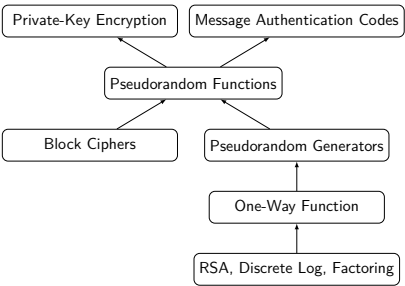 Private-Key Encryption
Message Authentication Codes
Pseudorandom Functions
Block Ciphers
Pseudorandom Generators
One-Way Function
RSA, Discrete Log, Factoring